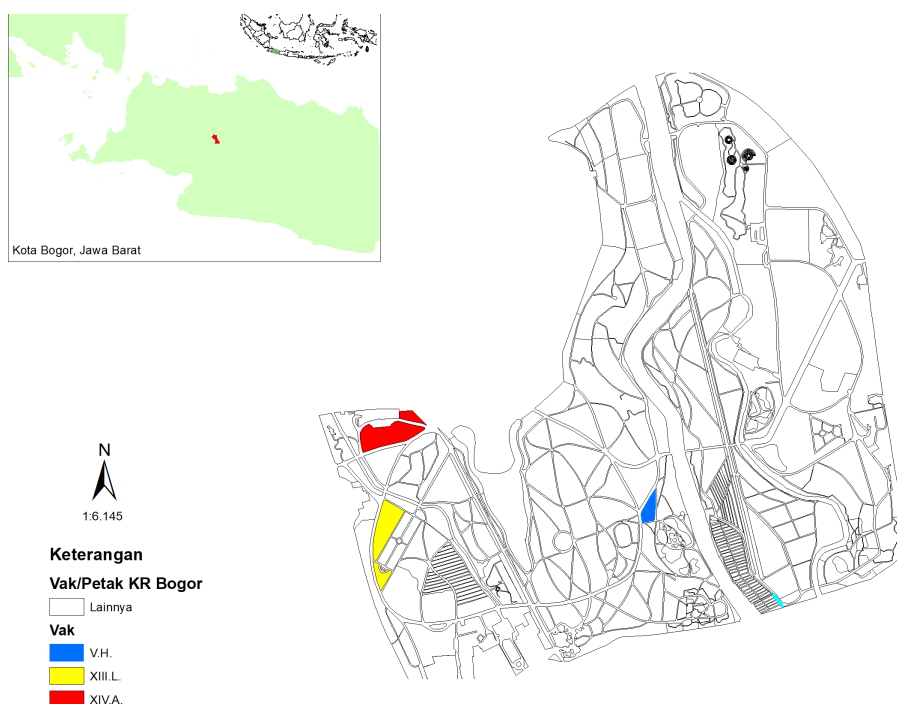 Kota Bogor, Jawa Barat
N
1:6.145
Keterangan
Vak/Petak KR Bogor
Lainnya
Vak
V.H.
XIII.L.
XIV.A.